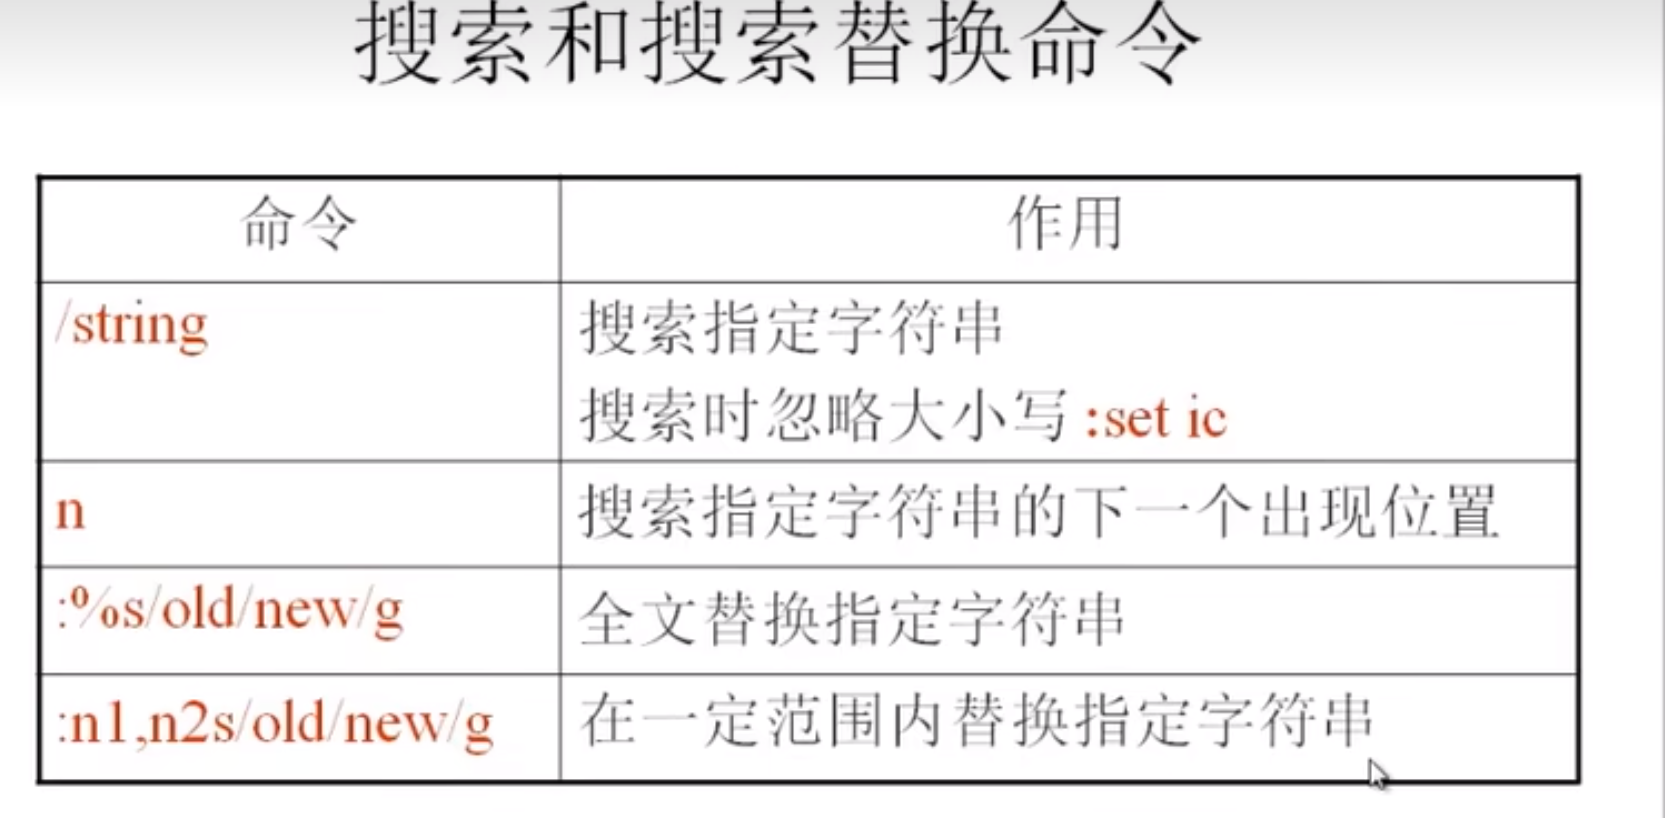 搜索和搜索替换命令
命令 作用
/string 搜索指定字符串
搜索时忽略大小写 :set ic
n 搜索指定字符串的下一个出现位置
:%s/old/new/g 全文替换指定字符串
:n1,n2s/old/new/g 在一定范围内替换指定字符串